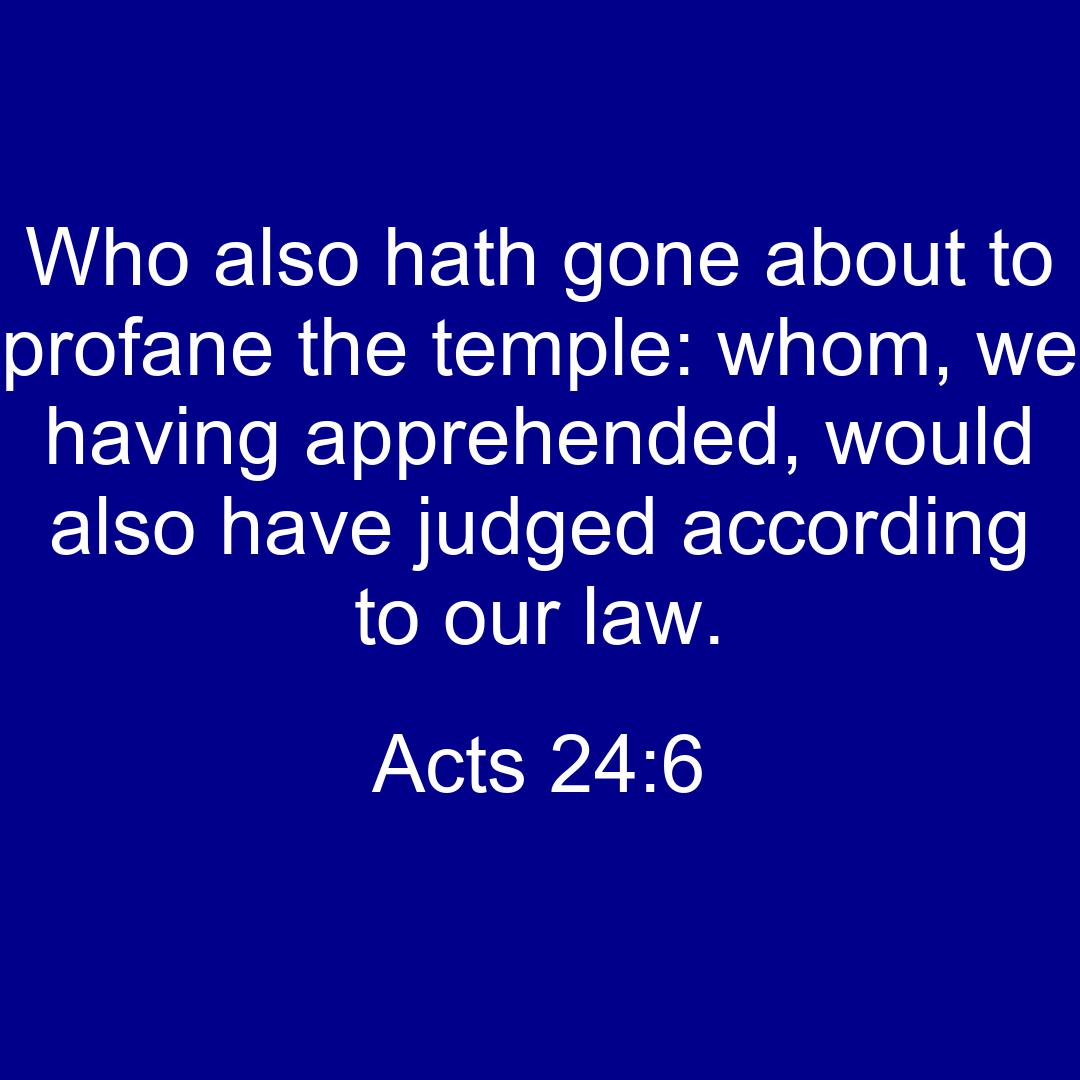 Who also hath gone about to
profane the temple: whom, we
having apprehended, would
also have judged according
to our law.
Acts 24:6